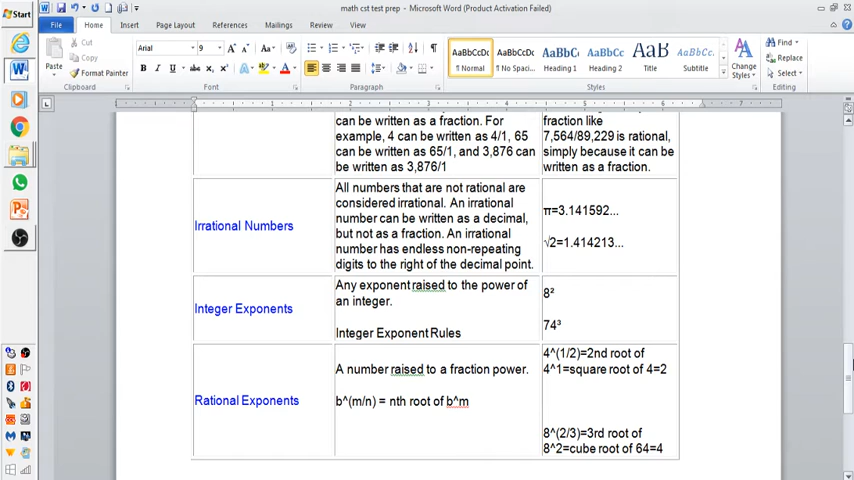 Start
math cst test prep - Microsoft Word (Product Activation Failed)
File Home Insert Page Layout References Mailings Review View
Cut
Copy
Format Painter
Paste
Clipboard
Arial 9
Font
Paragraph
AaBbCcDc AaBbCcDc AaBbC AaBbCc AaB AaBbCc.
¶ Normal ¶ No Spaci... Heading 1 Heading 2 Title Subtitle
Change Styles
Styles
Find
Replace
Select
Editing
can be written as a fraction. For
example, 4 can be written as 4/1, 65
can be written as 65/1, and 3,876 can
be written as 3,876/1
fraction like
7,564/89,229 is rational,
simply because it can be
written as a fraction.
Irrational Numbers
All numbers that are not rational are
considered irrational. An irrational
number can be written as a decimal,
but not as a fraction. An irrational
number has endless non-repeating
digits to the right of the decimal point.
π=3.141592...
√2=1.414213...
Integer Exponents
Any exponent raised to the power of
an integer.
Integer Exponent Rules
8²
74³
Rational Exponents
A number raised to a fraction power.
b^(m/n) = nth root of b^m
4^(1/2)=2nd root of
4^1=square root of 4=2
8^(2/3)=3rd root of
8^2=cube root of 64=4